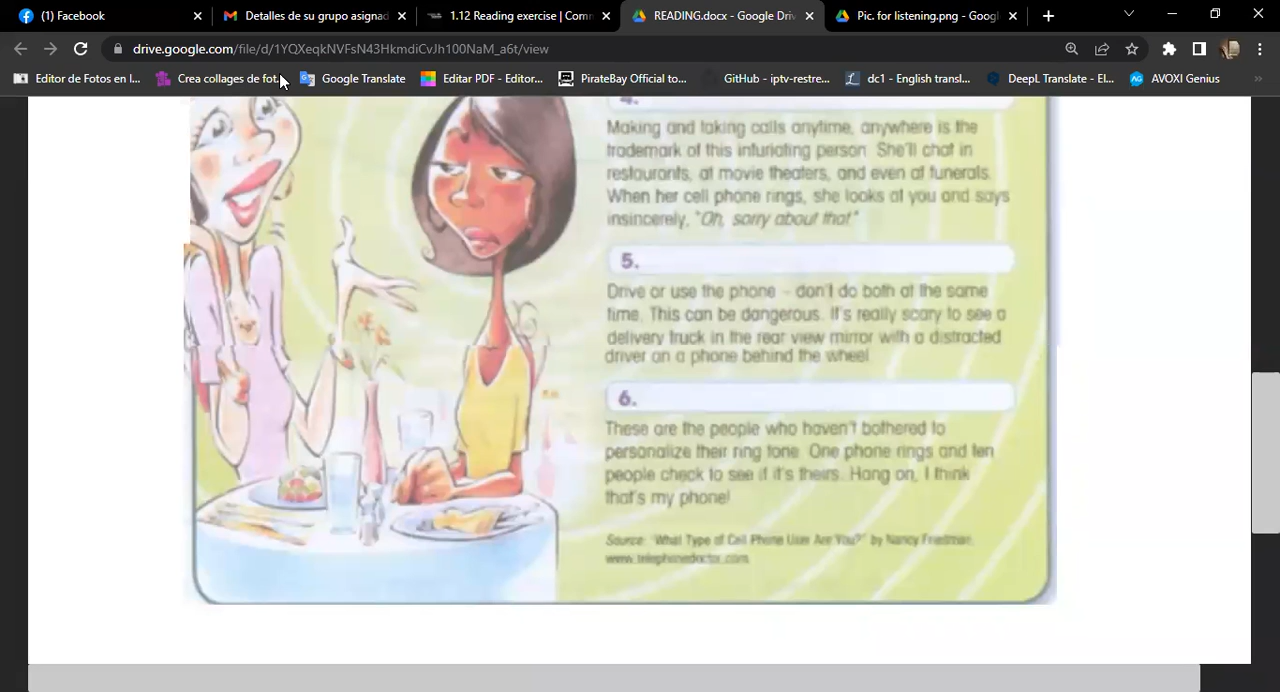 (1) Facebook
Detalles de su grupo asignad
1.12 Reading exercise | Comr
READING.docx - Google Driv
Pic. for listening.png - Googl
drive.google.com/file/d/1YQXeqkNVFsN43HkmdiCvJh100NaM_a6t/view
Editor de Fotos en l...
Crea collages de fot...
Google Translate
Editar PDF - Editor...
PirateBay Official to...
GitHub - iptv-restre...
dc1 - English transl...
DeepL Translate - El...
AVOXI Genius
4.
Making and taking calls anytime, anywhere is the
trademark of this infuriating person. She'll chat in
restaurants, at movie theaters, and even at funerals.
When her cell phone rings, she looks at you and says
insincerely, "Oh, sorry about that."
5.
Drive or use the phone - don't do both at the same
time. This can be dangerous. It's really scary to see a
delivery truck in the rear view mirror with a distracted
driver on a phone behind the wheel.
6.
These are the people who haven't bothered to
personalize their ring tone. One phone rings and ten
people check to see if it's theirs. Hang on, I think
that's my phone!
Source: "What Type of Cell Phone User Are You?" by Nancy Friedman,
www.telephonedoctor.com